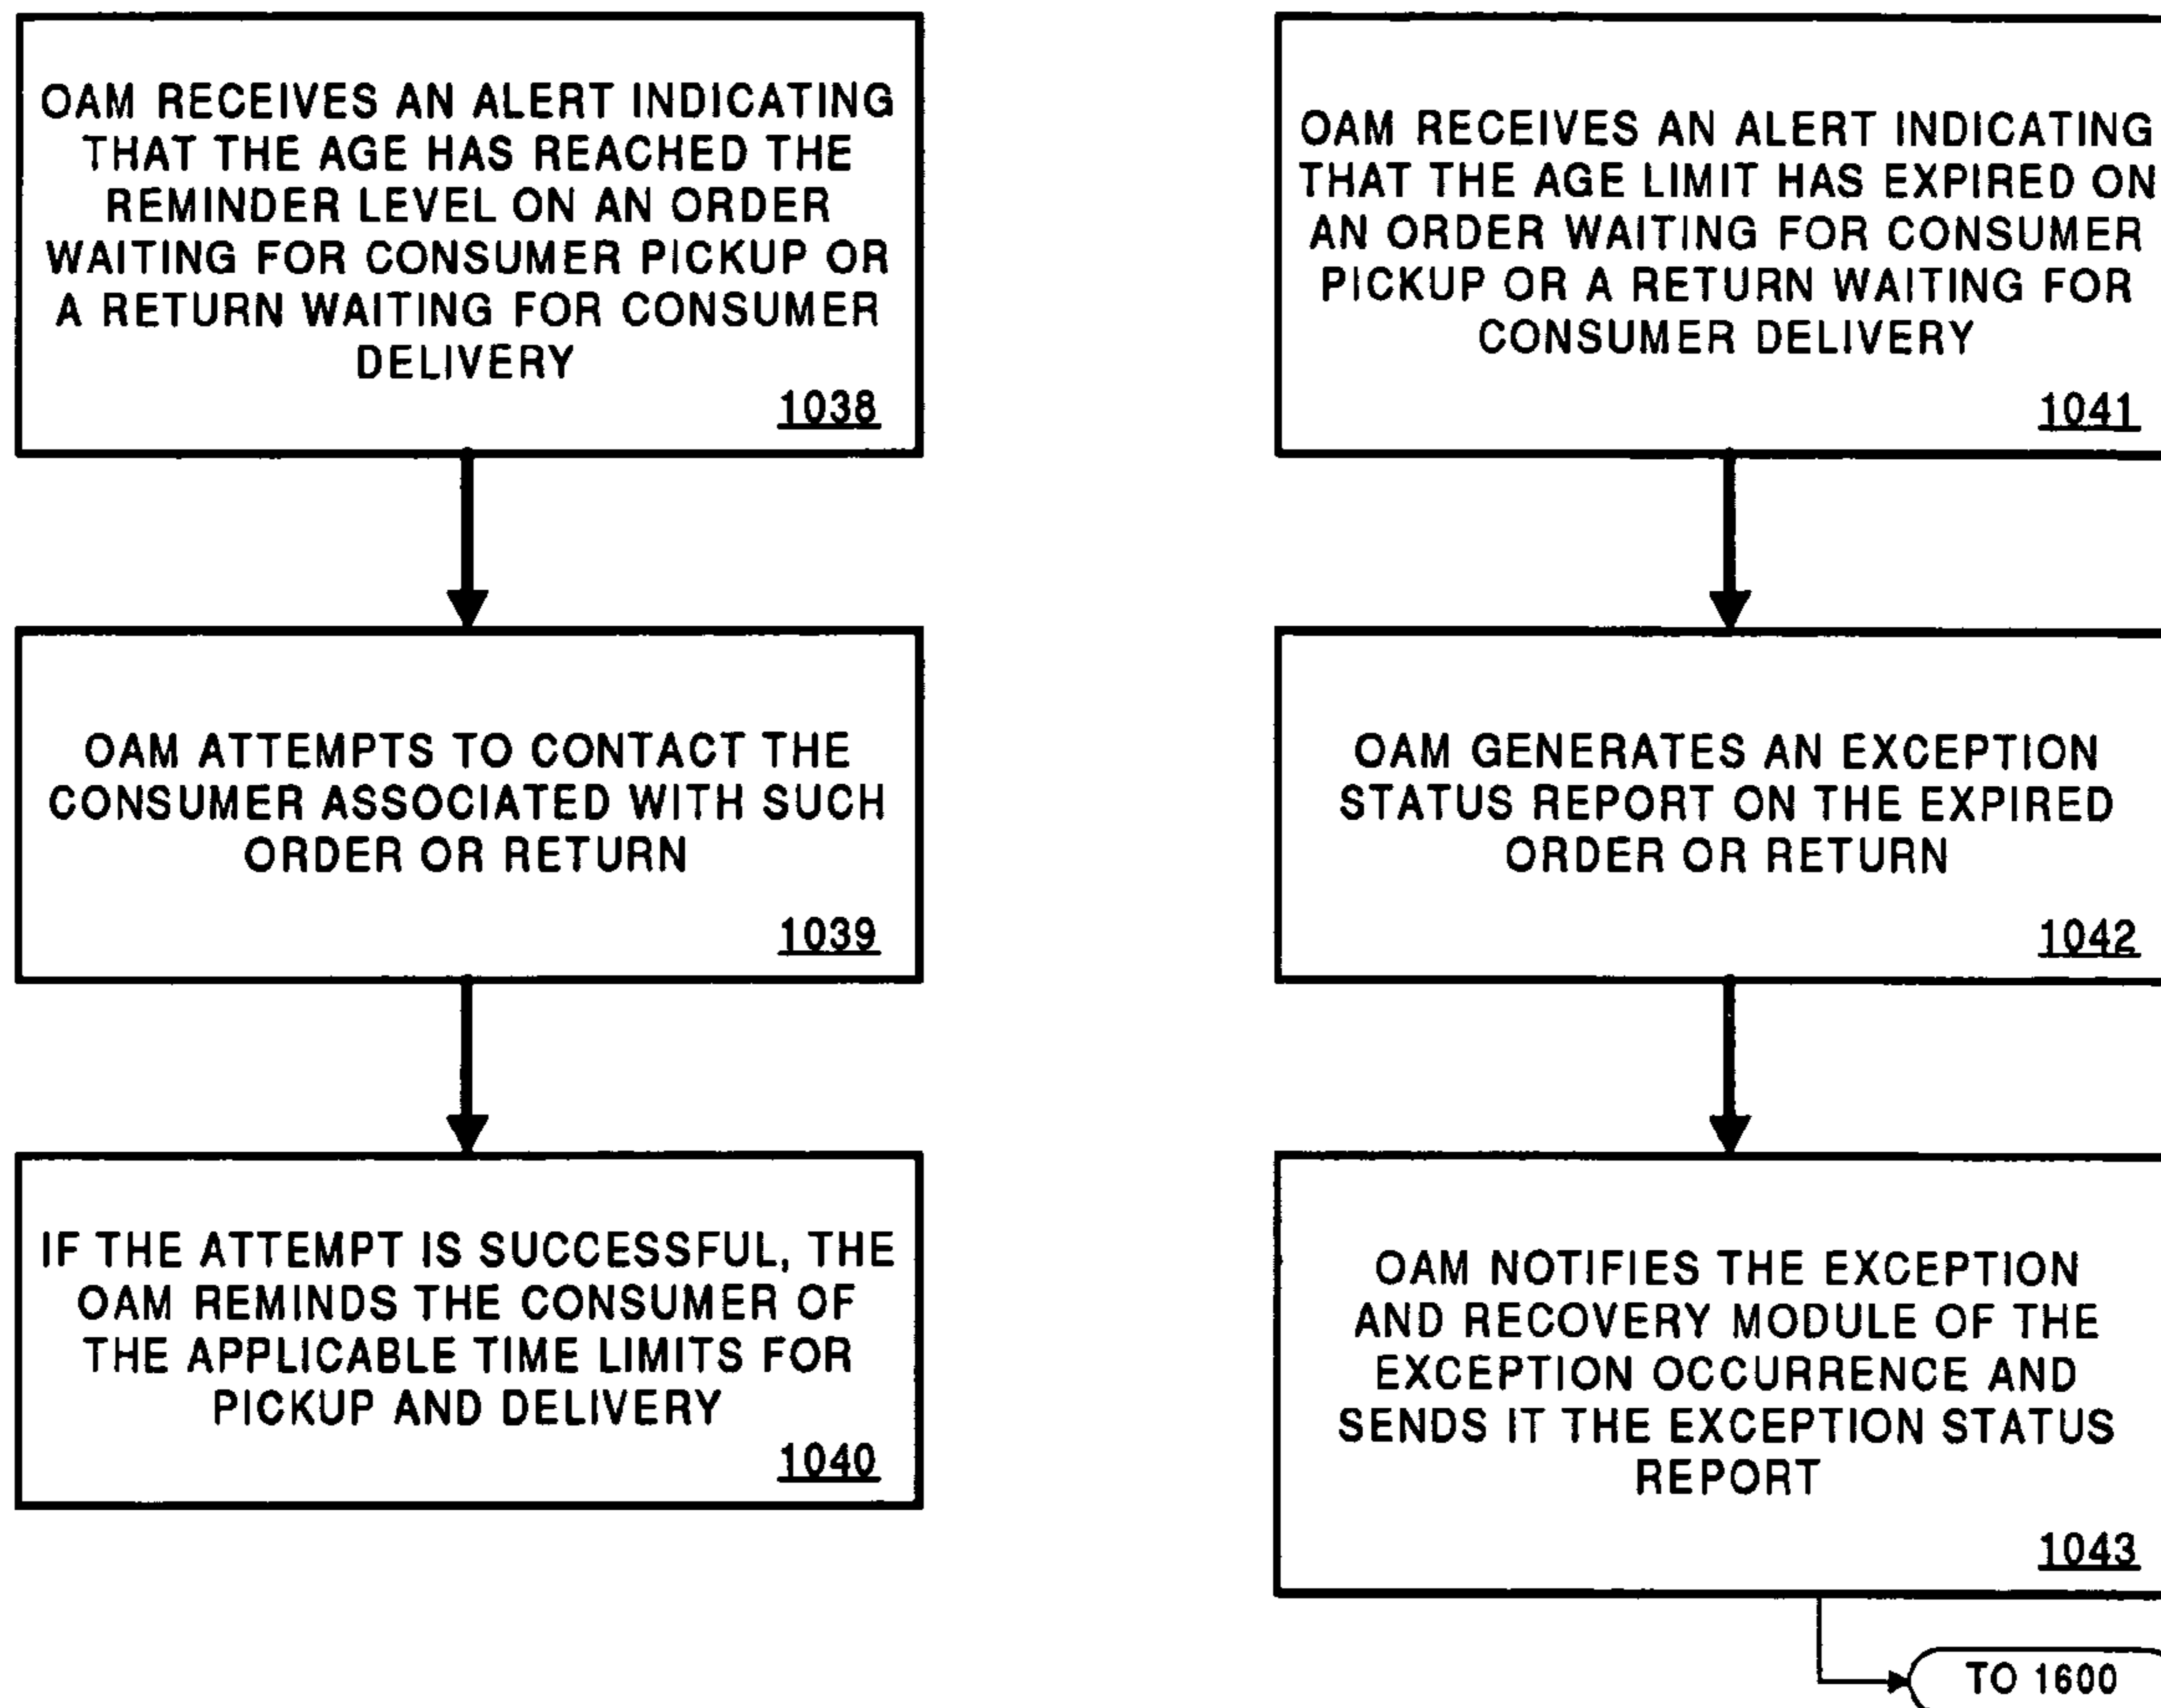 OAM RECEIVES AN ALERT INDICATING
THAT THE AGE HAS REACHED THE
REMINDER LEVEL ON AN ORDER
WAITING FOR CONSUMER PICKUP OR
A RETURN WAITING FOR CONSUMER
DELIVERY
1038
OAM ATTEMPTS TO CONTACT THE
CONSUMER ASSOCIATED WITH SUCH
ORDER OR RETURN
1039
IF THE ATTEMPT IS SUCCESSFUL, THE
OAM REMINDS THE CONSUMER OF
THE APPLICABLE TIME LIMITS FOR
PICKUP AND DELIVERY
1040
OAM RECEIVES AN ALERT INDICATING
THAT THE AGE LIMIT HAS EXPIRED ON
AN ORDER WAITING FOR CONSUMER
PICKUP OR A RETURN WAITING FOR
CONSUMER DELIVERY
1041
OAM GENERATES AN EXCEPTION
STATUS REPORT ON THE EXPIRED
ORDER OR RETURN
1042
OAM NOTIFIES THE EXCEPTION
AND RECOVERY MODULE OF THE
EXCEPTION OCCURRENCE AND
SENDS IT THE EXCEPTION STATUS
REPORT
1043
TO 1600